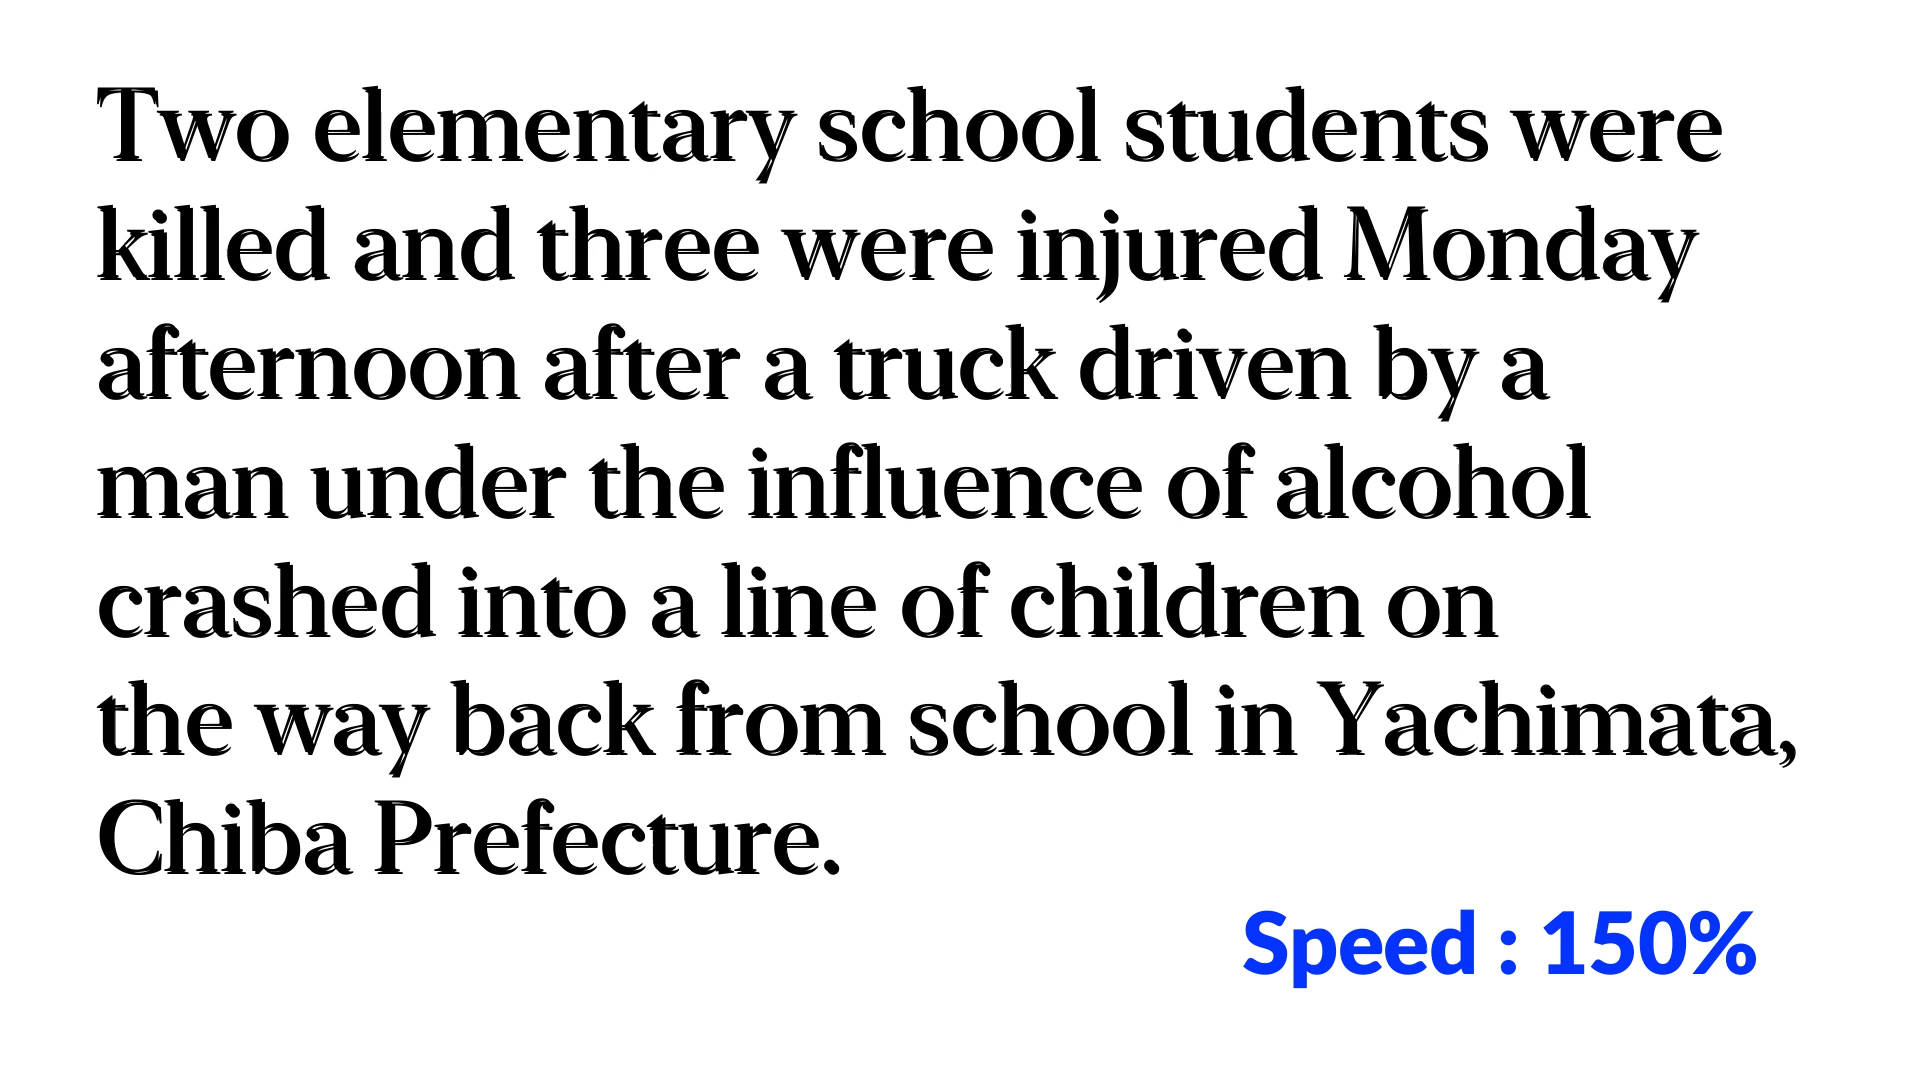 Two elementary school students were
killed and three were injured Monday
afternoon after a truck driven by a
man under the influence of alcohol
crashed into a line of children on
the way back from school in Yachimata,
Chiba Prefecture.
Speed : 150%